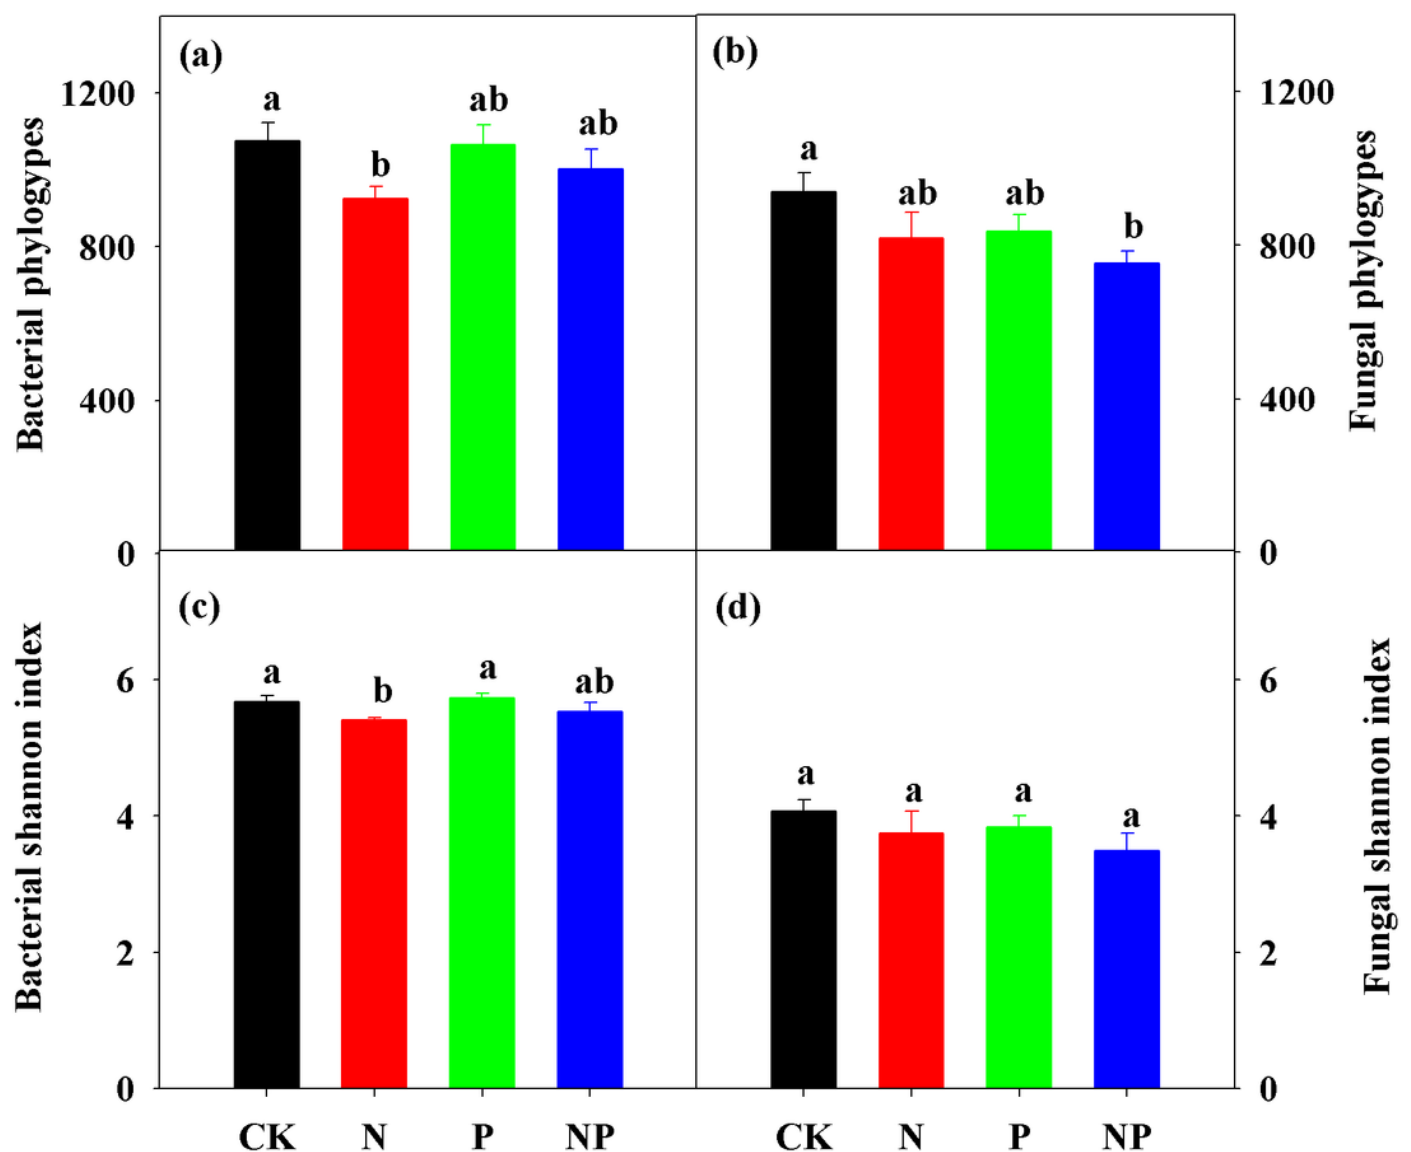 (a)
(b)
1200
a
b
ab
ab
a
ab
ab
b
1200
800
800
400
400
0
0
Bacterial phylogypes
Fungal phylogypes
(c)
(d)
6
a
b
a
ab
a
a
a
a
6
4
4
2
2
0
0
Bacterial shannon index
Fungal shannon index
CK N P NP CK N P NP